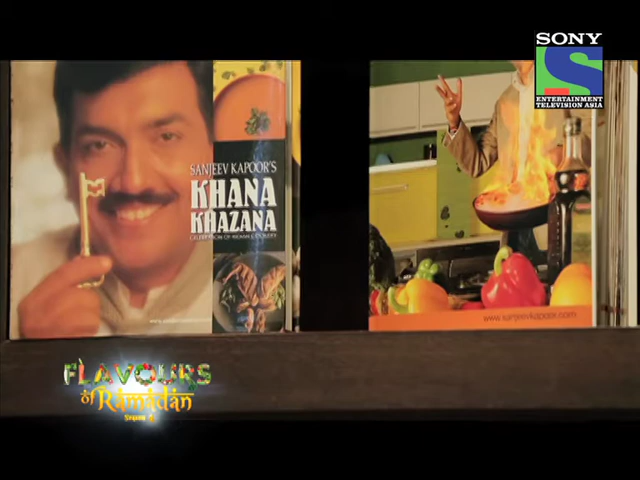 SONY
ENTERTAINMENT
TELEVISION ASIA
SANJEEV KAPOOR'S
KHANA
KHAZANA
CELEBRATION OF INDIAN COOKERY
www.sanjeevkapoor.com
FLAVOURS
of Ramadan